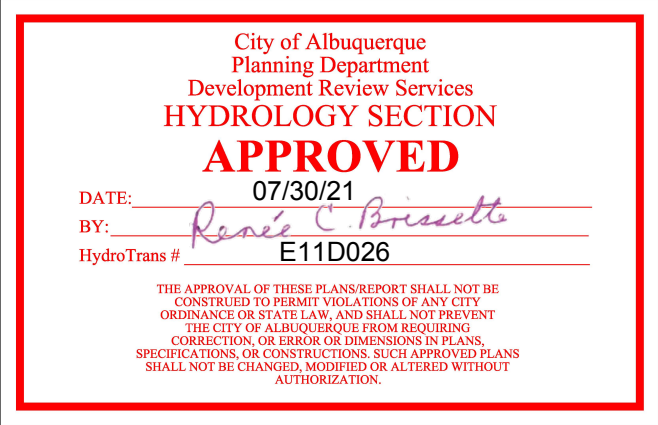 City of Albuquerque
Planning Department
Development Review Services
HYDROLOGY SECTION
APPROVED
DATE: 07/30/21
BY: Renée C. Brissette
HydroTrans # E11D026
THE APPROVAL OF THESE PLANS/REPORT SHALL NOT BE
CONSTRUED TO PERMIT VIOLATIONS OF ANY CITY
ORDINANCE OR STATE LAW, AND SHALL NOT PREVENT
THE CITY OF ALBUQUERQUE FROM REQUIRING
CORRECTION, OR ERROR OR DIMENSIONS IN PLANS,
SPECIFICATIONS, OR CONSTRUCTIONS. SUCH APPROVED PLANS
SHALL NOT BE CHANGED, MODIFIED OR ALTERED WITHOUT
AUTHORIZATION.